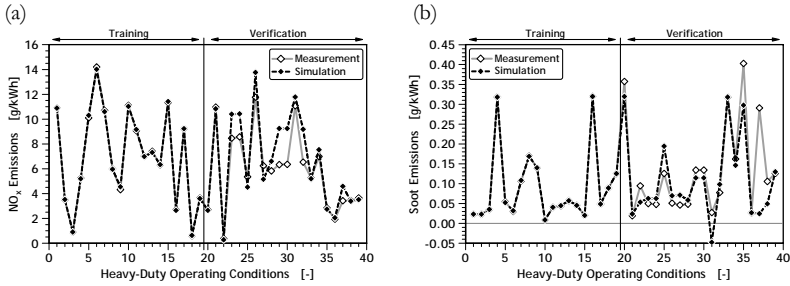 (a)
Training
Verification
NOx Emissions [g/kWh]
16
14
12
10
8
6
4
2
0
Measurement
Simulation
0 5 10 15 20 25 30 35 40
Heavy-Duty Operating Conditions [-]
(b)
Training
Verification
Soot Emissions [g/kWh]
0.45
0.40
0.35
0.30
0.25
0.20
0.15
0.10
0.05
0.00
-0.05
Measurement
Simulation
0 5 10 15 20 25 30 35 40
Heavy-Duty Operating Conditions [-]